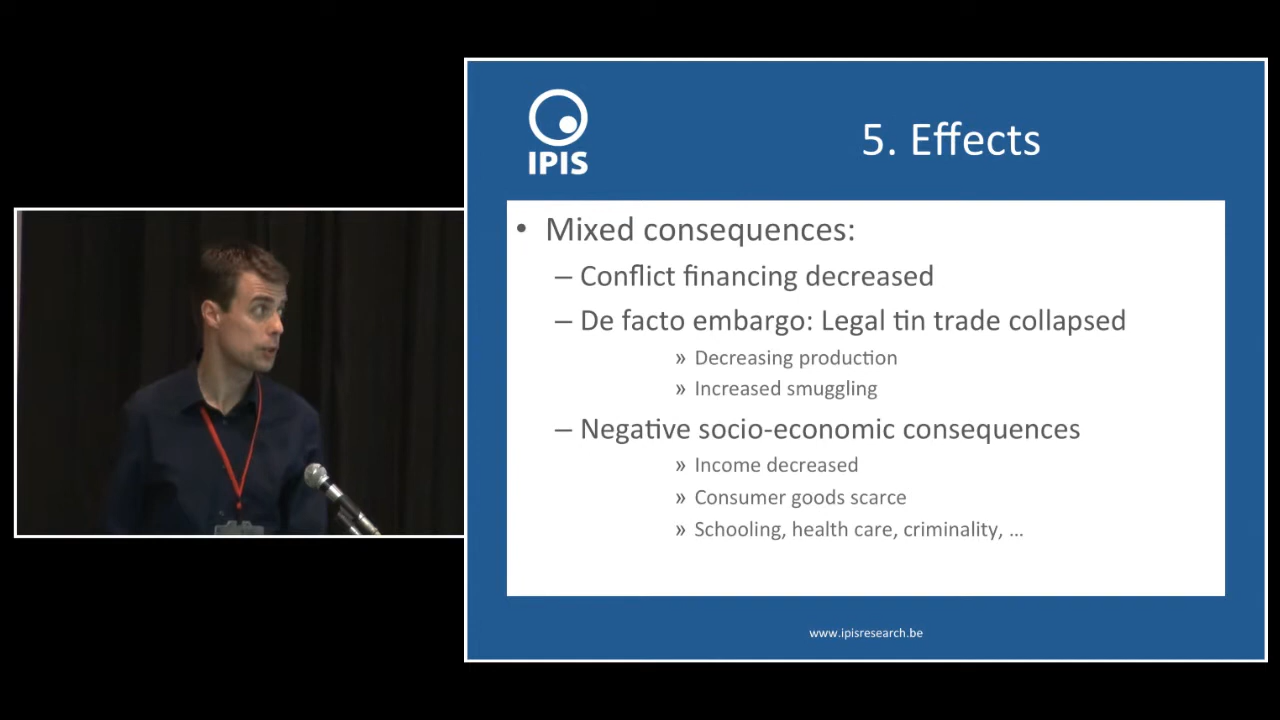 IPIS
5. Effects
• Mixed consequences:
– Conflict financing decreased
– De facto embargo: Legal tin trade collapsed
» Decreasing production
» Increased smuggling
– Negative socio-economic consequences
» Income decreased
» Consumer goods scarce
» Schooling, health care, criminality, ...
www.ipisresearch.be